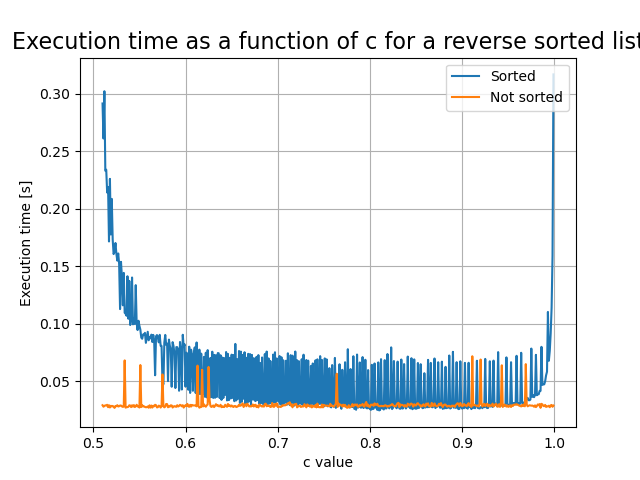 Execution time as a function of c for a reverse sorted list
Sorted
Not sorted
0.30
0.25
0.20
0.15
0.10
0.05
Execution time [s]
0.5 0.6 0.7 0.8 0.9 1.0
c value